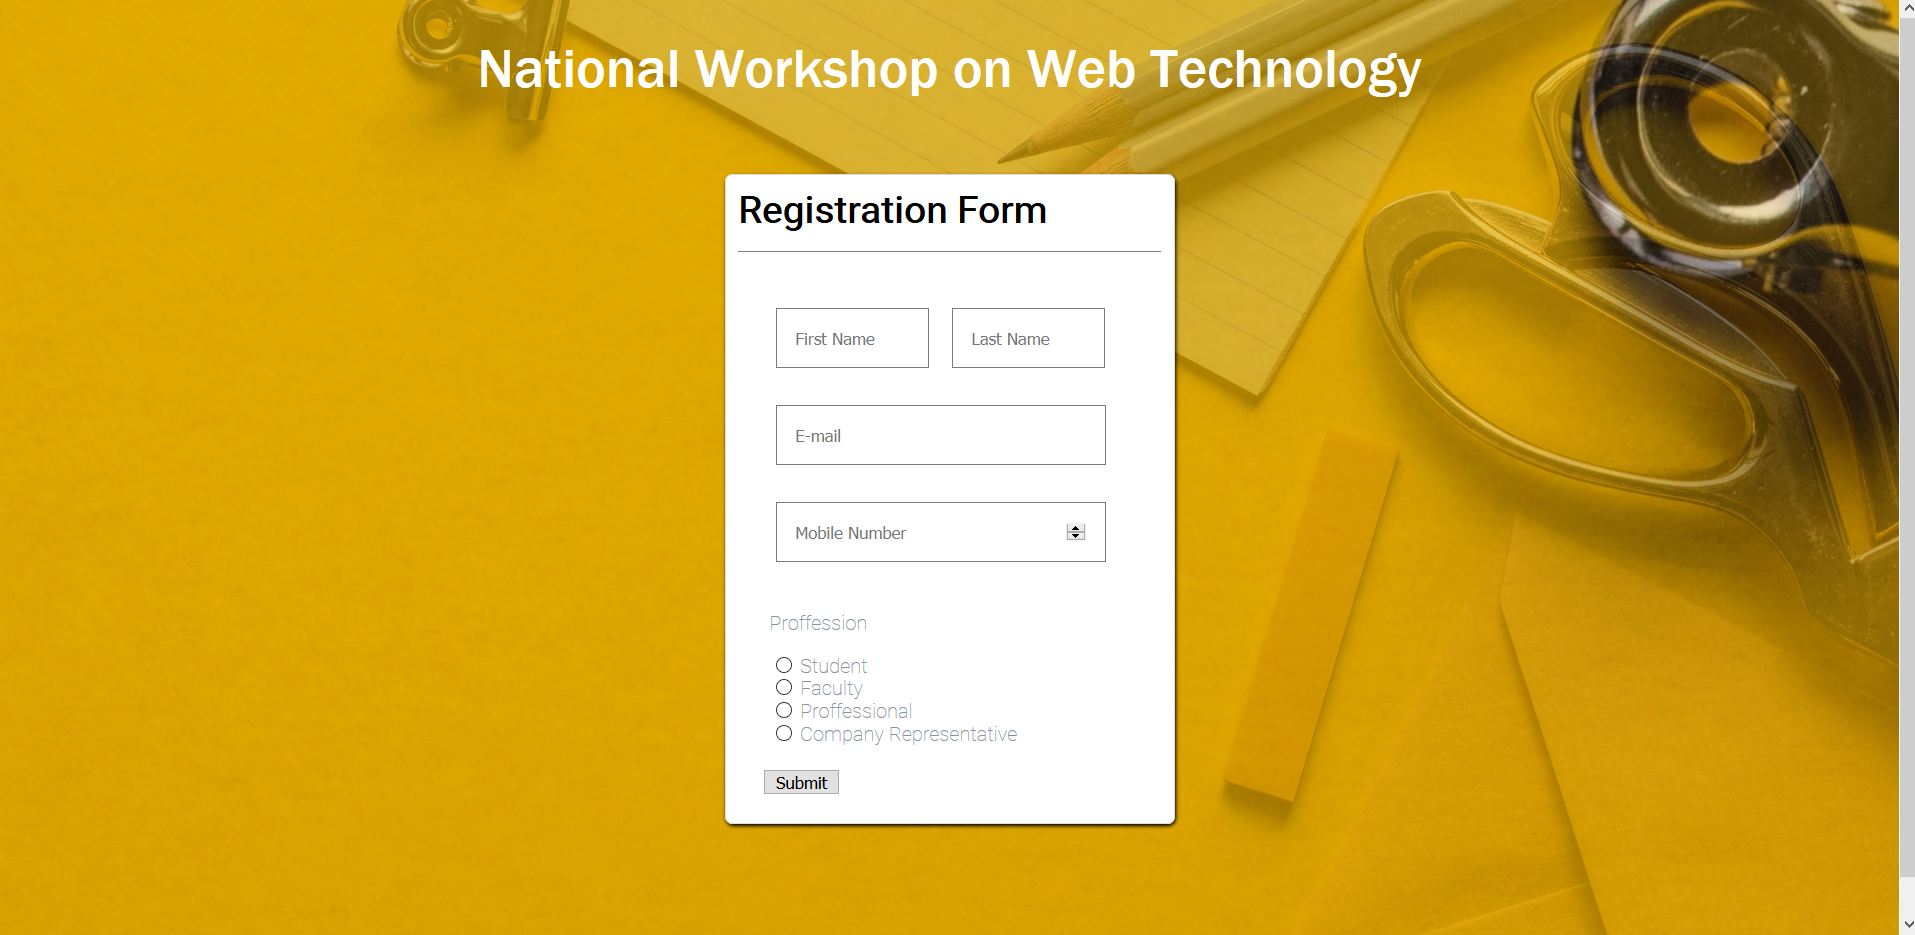 National Workshop on Web Technology
Registration Form
First Name Last Name
E-mail
Mobile Number
Proffession
Student
Faculty
Proffessional
Company Representative
Submit